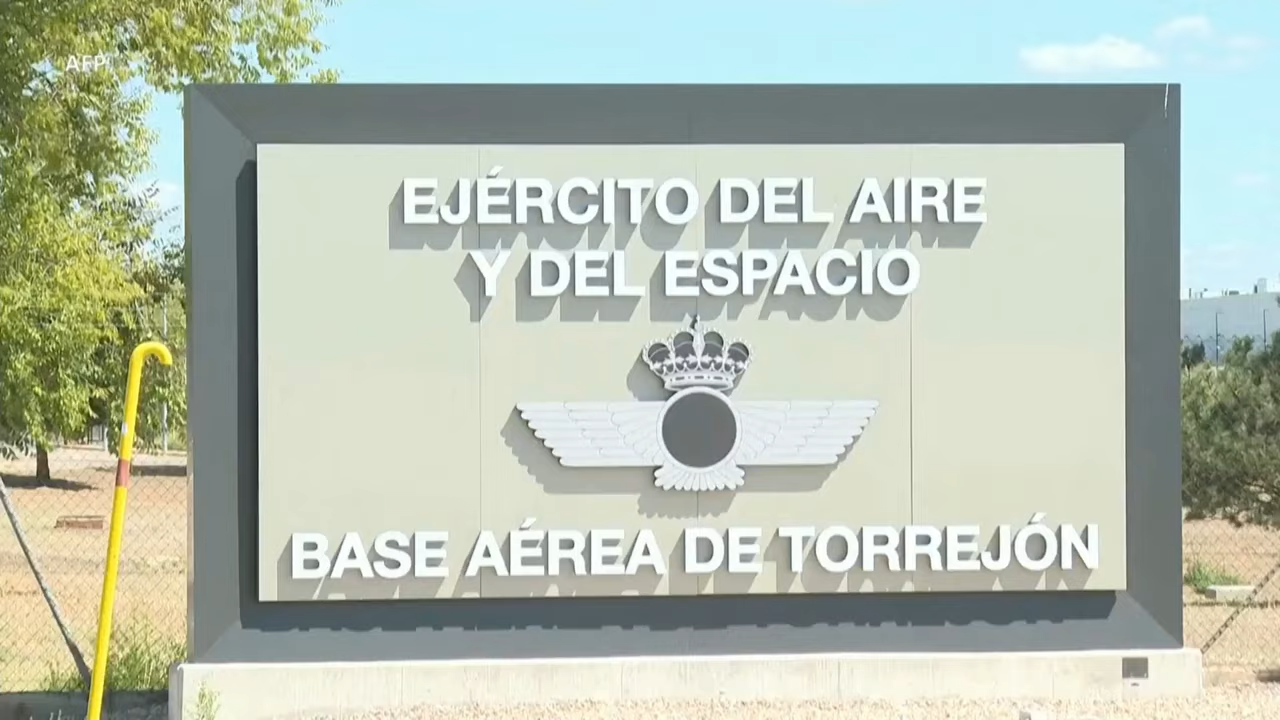 AFP
EJÉRCITO DEL AIRE
Y DEL ESPACIO
BASE AÉREA DE TORREJÓN